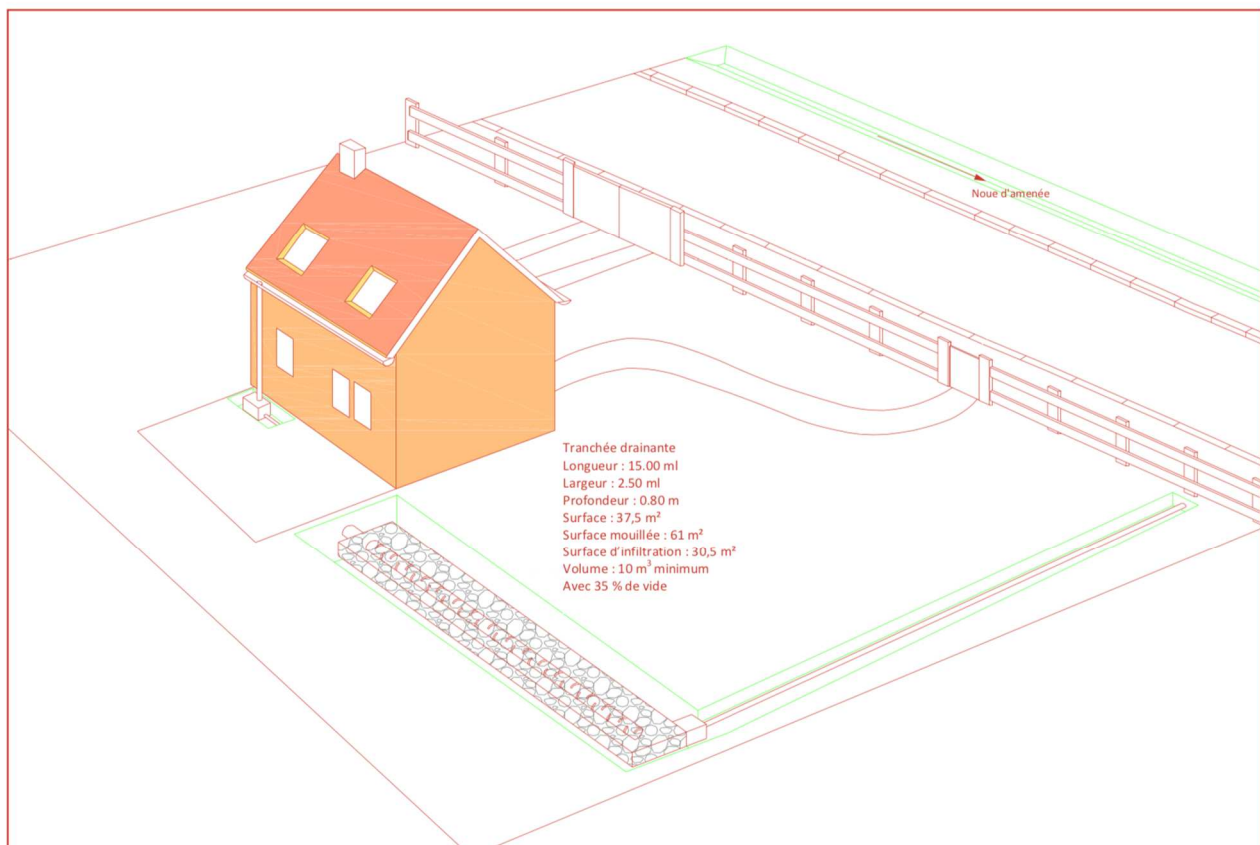 Noue d'amenée
Tranchée drainante
Longueur : 15.00 ml
Largeur : 2.50 ml
Profondeur : 0.80 m
Surface : 37,5 m²
Surface mouillée : 61 m²
Surface d'infiltration : 30,5 m²
Volume : 10 m³ minimum
Avec 35 % de vide